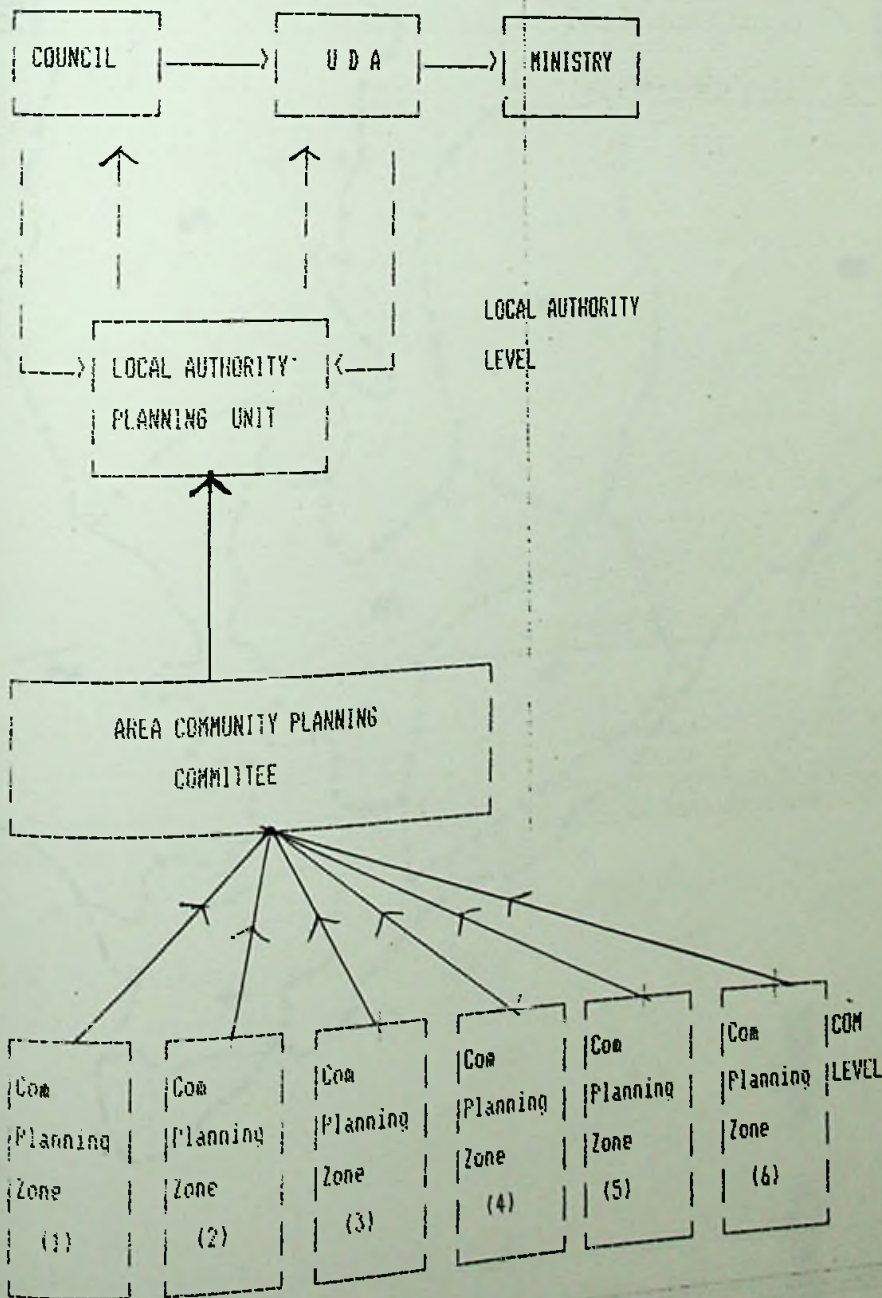 COUNCIL
U D A
MINISTRY
LOCAL AUTHORITY
LEVEL
LOCAL AUTHORITY
PLANNING UNIT
AREA COMMUNITY PLANNING
COMMITTEE
Com
Planning
Zone
(1)
Com
Planning
Zone
(2)
Com
Planning
Zone
(3)
Com
Planning
Zone
(4)
Com
Planning
Zone
(5)
Com
Planning
Zone
(6)
COM
LEVEL